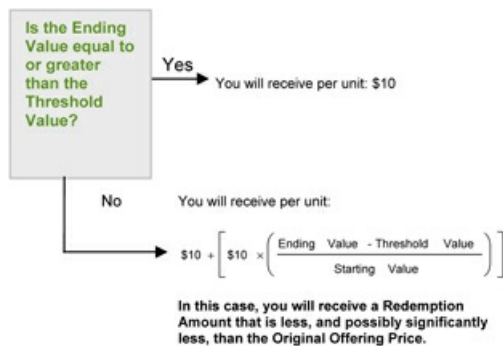 Is the Ending
Value equal to
or greater
than the
Threshold
Value?
Yes
You will receive per unit: $10
No
You will receive per unit:
$10 + [ $10 × ( Ending Value - Threshold Value / Starting Value ) ]
In this case, you will receive a Redemption
Amount that is less, and possibly significantly
less, than the Original Offering Price.